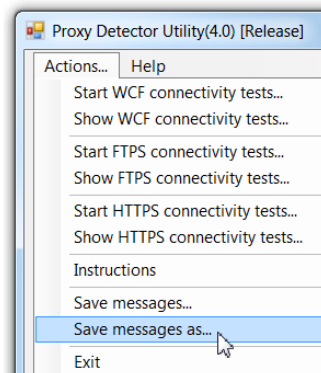 Proxy Detector Utility(4.0) [Release]
Actions... Help
Start WCF connectivity tests...
Show WCF connectivity tests...
Start FTPS connectivity tests...
Show FTPS connectivity tests...
Start HTTPS connectivity tests...
Show HTTPS connectivity tests...
Instructions
Save messages...
Save messages as...
Exit